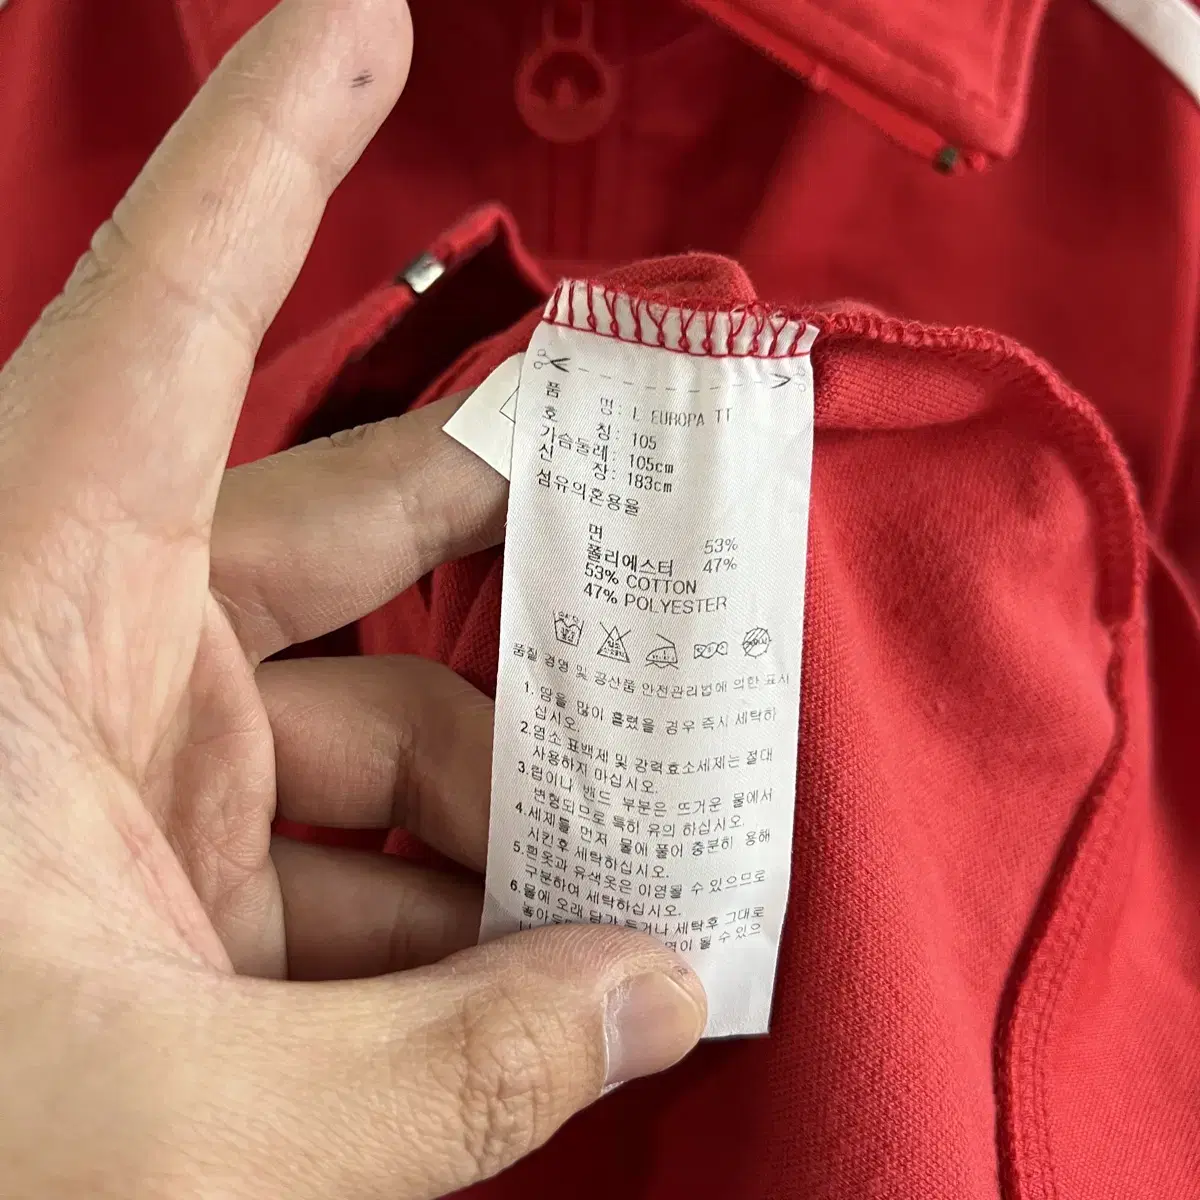 품 명: L EUROPA TT
호 칭: 105
가슴둘레: 105cm
신 장: 183cm
섬유의혼용율
면 53%
폴리에스터 47%
53% COTTON
47% POLYESTER
품질 경영 및 공산품 안전관리법에 의한 표시
1. 땀을 많이 흘렸을 경우 즉시 세탁하
십시오.
2.염소 표백제 및 강력효소세제는 절대
사용하지 마십시오.
3.컵이나 밴드 부분은 뜨거운 물에서
변형되므로 특히 유의 하십시오.
4.세제를 먼저 물에 풀어 충분히 용해
시킨후 세탁하십시오.
5.흰옷과 유색옷은 이염될 수 있으므로
구분하여 세탁하십시오.
6.물에 오래 담가 두거나 세탁후 그대로
될 수 있으